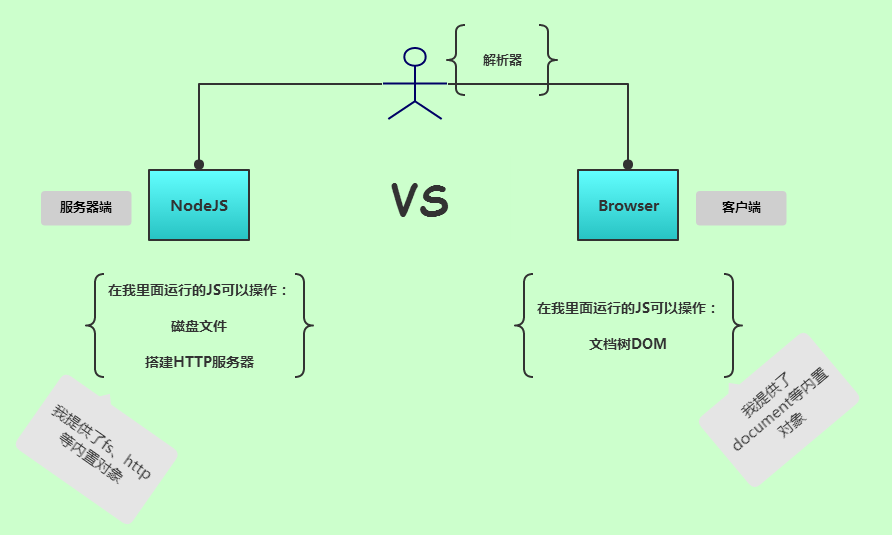 解析器
服务器端
NodeJS
VS
Browser
客户端
在我里面运行的JS可以操作：
磁盘文件
搭建HTTP服务器
在我里面运行的JS可以操作：
文档树DOM
我提供了fs、http
等内置对象
我提供了
document等内置
对象